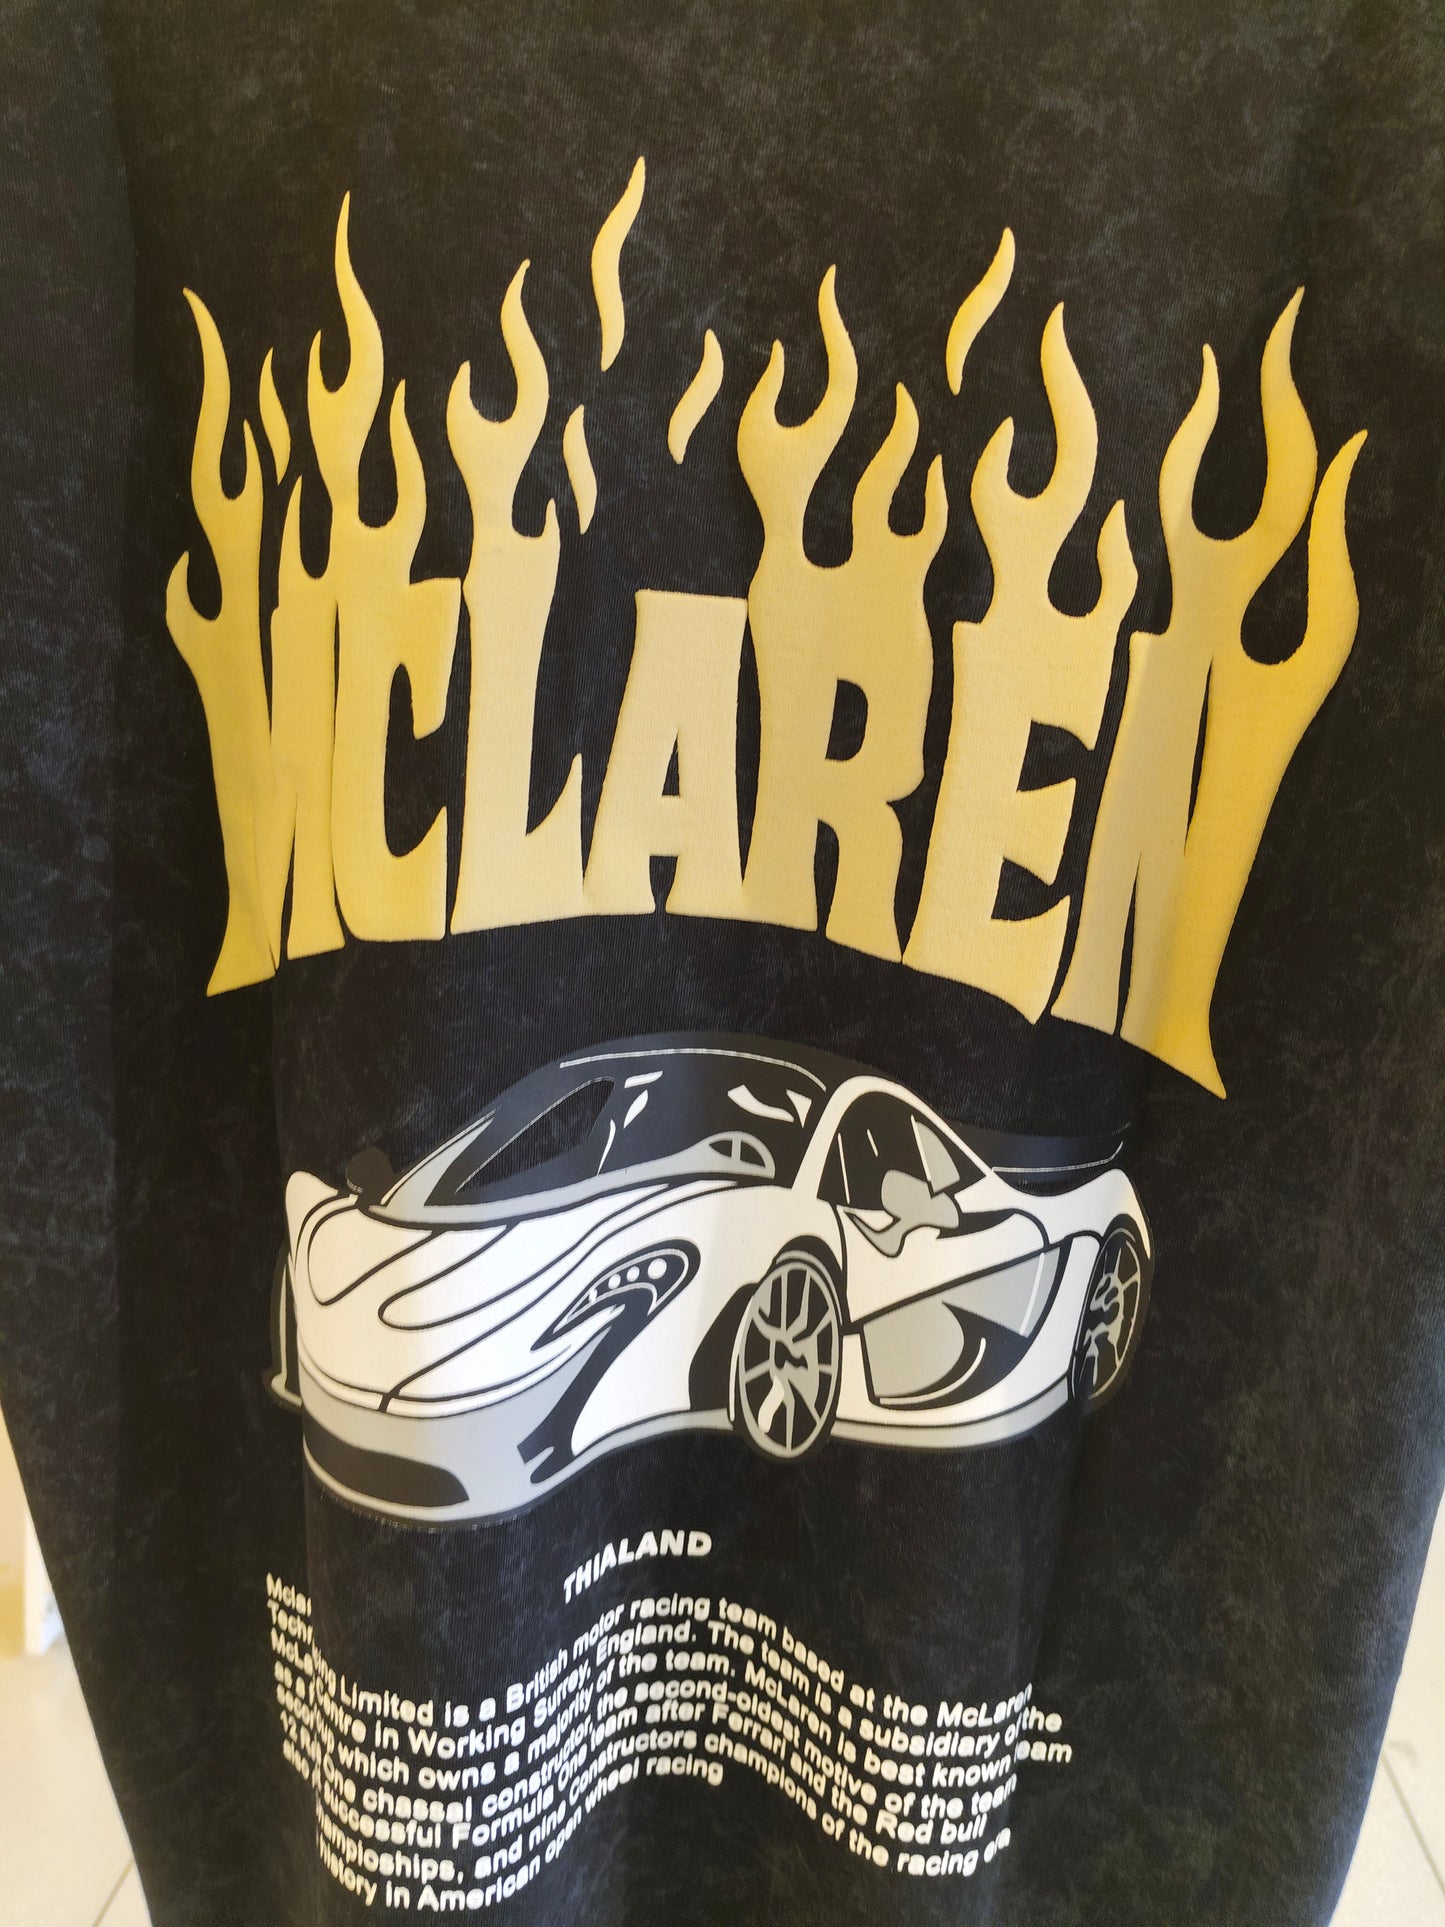 MCLAREN
THIALAND
Limited is a British motor racing team based at the McLaren
in Working Surrey, England. The team is a subsidiary of the
which owns a majority of the team. McLaren is best known
One chassal constructor, the second-oldest motive of the team
successful Formula One team after Ferrari and the Red bull
and nine Constructors champions of the racing era
in American open wheel racing